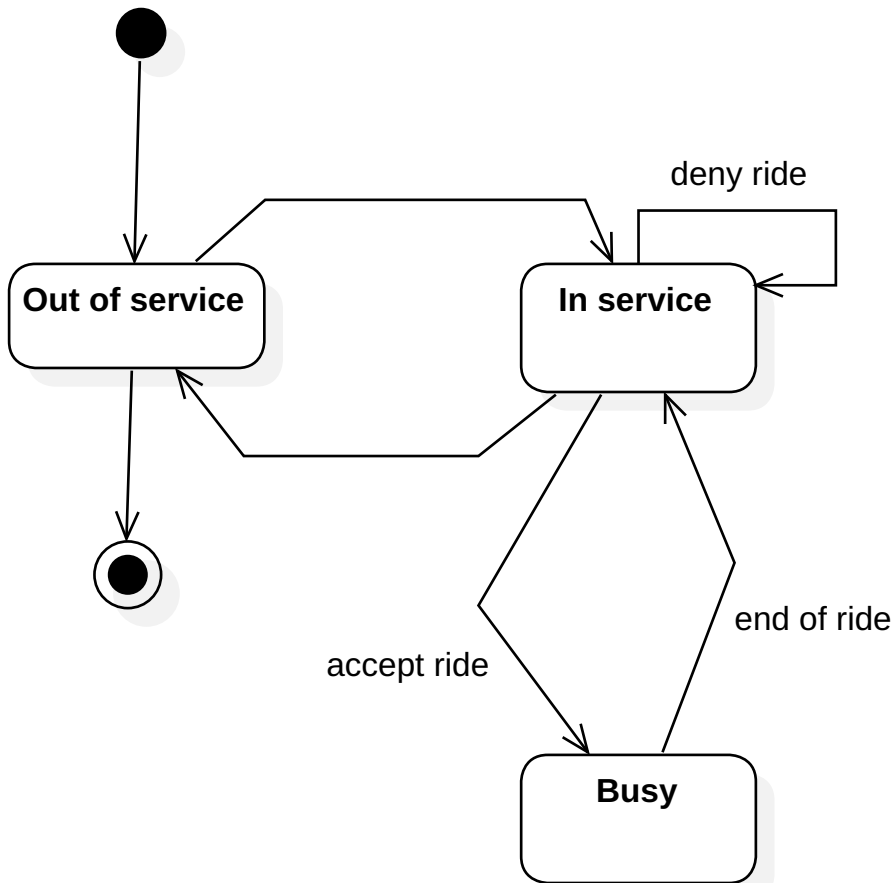 deny ride
Out of service
In service
end of ride
accept ride
Busy